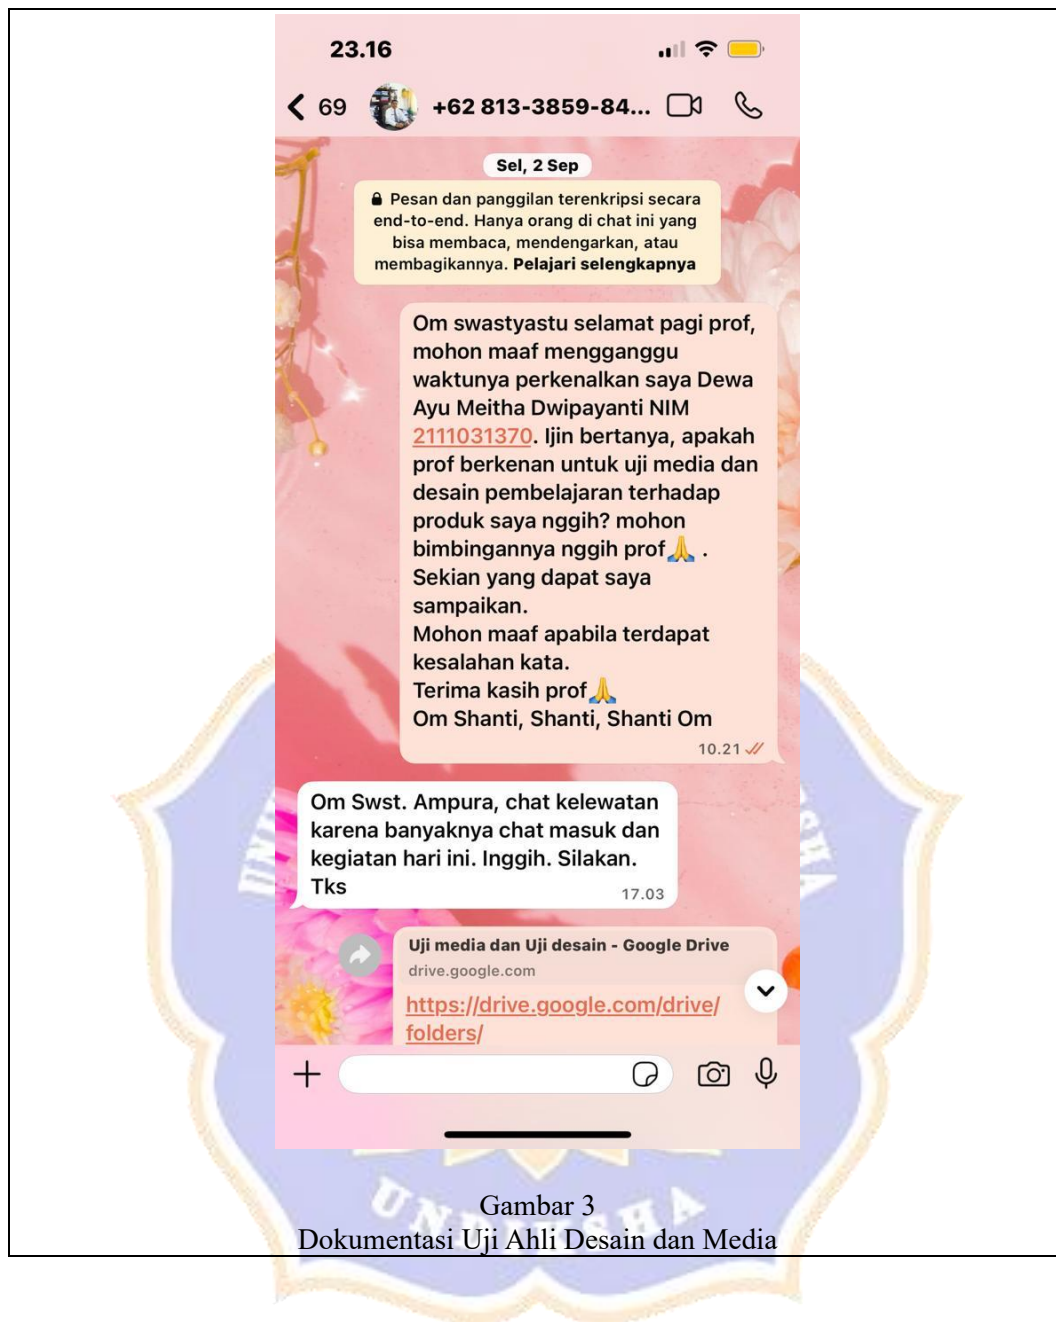 23.16
69
+62 813-3859-84...
Sel, 2 Sep
Pesan dan panggilan terenkripsi secara
end-to-end. Hanya orang di chat ini yang
bisa membaca, mendengarkan, atau
membagikannya. Pelajari selengkapnya
Om swastyastu selamat pagi prof,
mohon maaf mengganggu
waktunya perkenalkan saya Dewa
Ayu Meitha Dwipayanti NIM
2111031370. Ijin bertanya, apakah
prof berkenan untuk uji media dan
desain pembelajaran terhadap
produk saya nggih? mohon
bimbingannya nggih prof🙏 .
Sekian yang dapat saya
sampaikan.
Mohon maaf apabila terdapat
kesalahan kata.
Terima kasih prof🙏
Om Shanti, Shanti, Shanti Om
10.21
Om Swst. Ampura, chat kelewatan
karena banyaknya chat masuk dan
kegiatan hari ini. Inggih. Silakan.
Tks
17.03
Uji media dan Uji desain - Google Drive
drive.google.com
https://drive.google.com/drive/
folders/
Gambar 3
Dokumentasi Uji Ahli Desain dan Media
UNDIKSHA